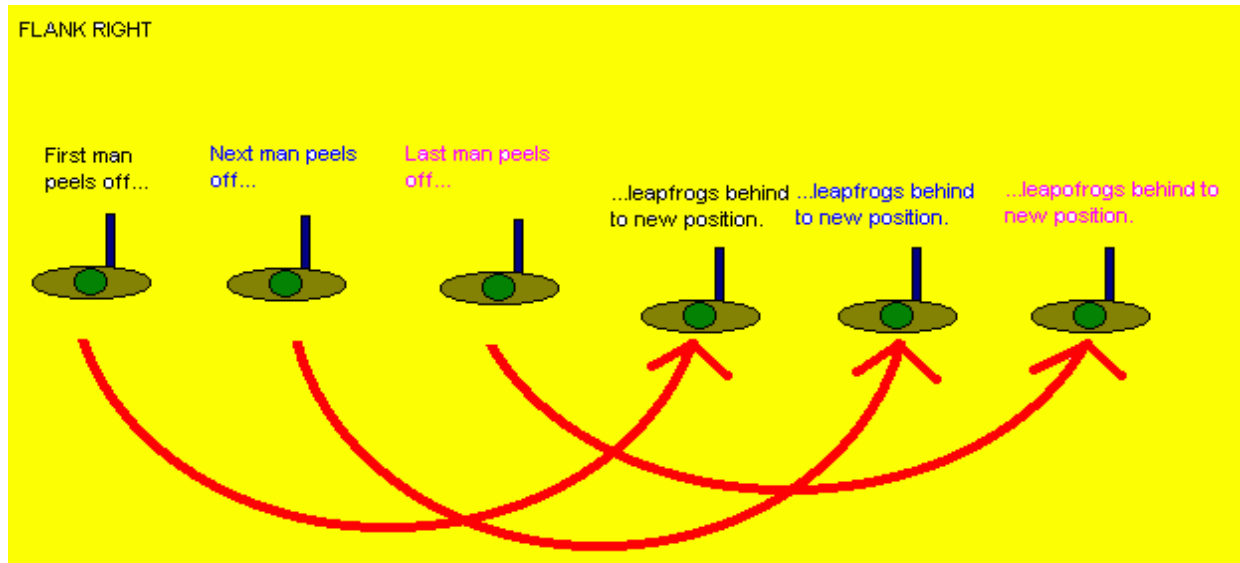 FLANK RIGHT
First man
peels off...
Next man peels
off...
Last man peels
off...
...leapfrogs behind
to new position.
...leapfrogs behind
to new position.
...leapofrogs behind to
new position.